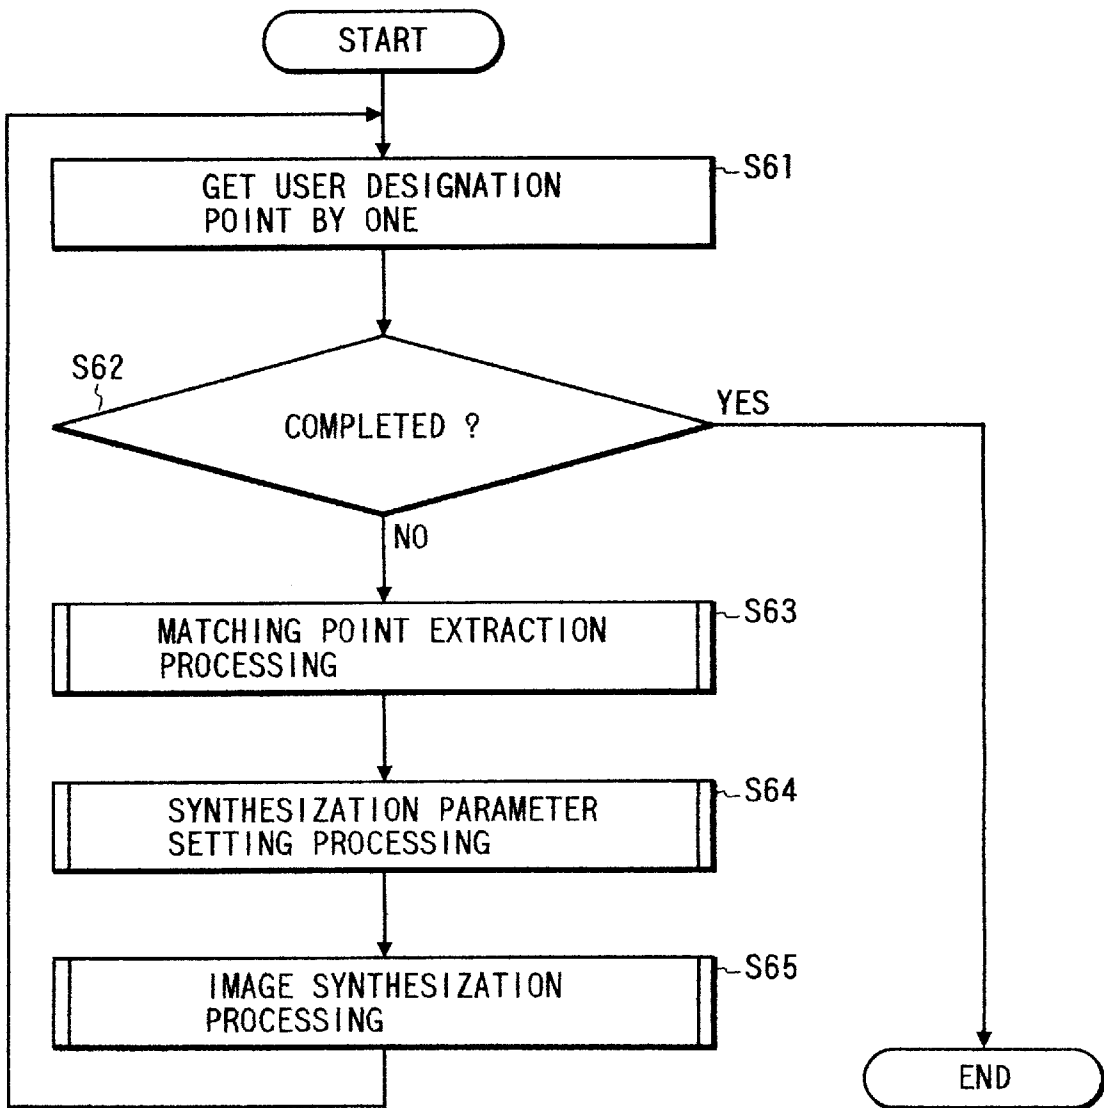 START
S61
GET USER DESIGNATION
POINT BY ONE
S62
COMPLETED ?
YES
NO
S63
MATCHING POINT EXTRACTION
PROCESSING
S64
SYNTHESIZATION PARAMETER
SETTING PROCESSING
S65
IMAGE SYNTHESIZATION
PROCESSING
END